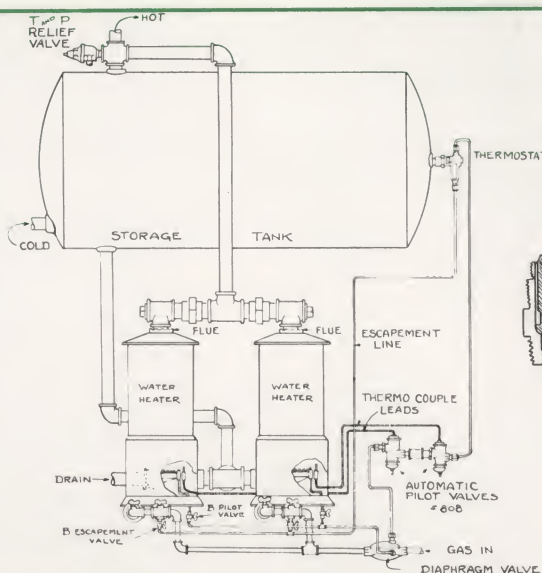 T AND P
RELIEF
VALVE
HOT
THERMOSTAT
COLD
STORAGE TANK
FLUE
FLUE
ESCAPEMENT
LINE
WATER
HEATER
WATER
HEATER
THERMO COUPLE
LEADS
DRAIN
B PILOT
VALVE
AUTOMATIC
PILOT VALVES
#808
B ESCAPEMENT
VALVE
GAS IN
DIAPHRAGM VALVE